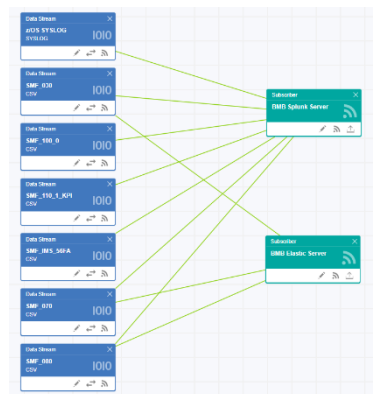 Data Stream
z/OS SYSLOG
SYSLOG
Data Stream
SMF_030
CSV
Data Stream
SMF_100_0
CSV
Data Stream
SMF_110_1_KPI
CSV
Data Stream
SMF_IMS_56FA
CSV
Data Stream
SMF_070
CSV
Data Stream
SMF_080
CSV
Subscriber
BMB Splunk Server
Subscriber
BMB Elastic Server